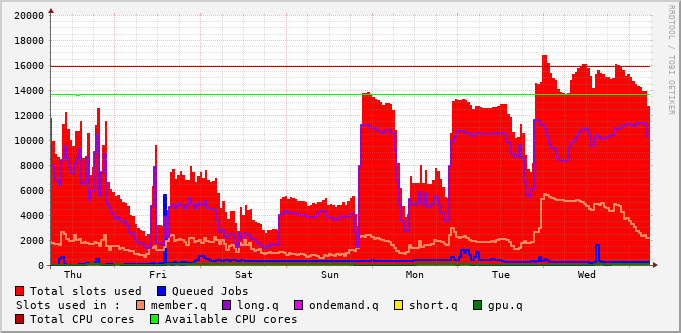 RRDTOOL / TOBI OETIKER
20000
18000
16000
14000
12000
10000
8000
6000
4000
2000
0
Thu Fri Sat Sun Mon Tue Wed
Total slots used Queued Jobs
Slots used in : member.q long.q ondemand.q short.q gpu.q
Total CPU cores Available CPU cores